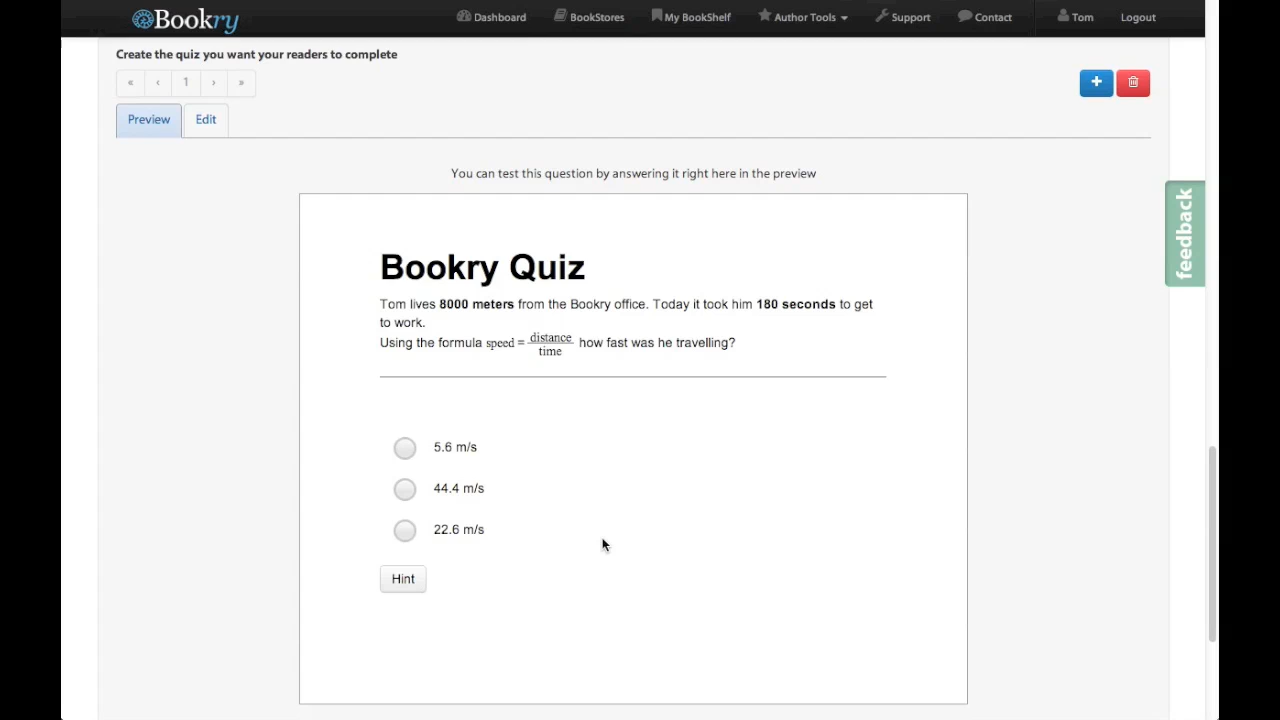 Bookry
Dashboard BookStores My BookShelf Author Tools Support Contact Tom Logout
Create the quiz you want your readers to complete
« ‹ 1 › »
+
Preview Edit
You can test this question by answering it right here in the preview
feedback
Bookry Quiz
Tom lives 8000 meters from the Bookry office. Today it took him 180 seconds to get
to work.
Using the formula speed = distance/time how fast was he travelling?
5.6 m/s
44.4 m/s
22.6 m/s
Hint